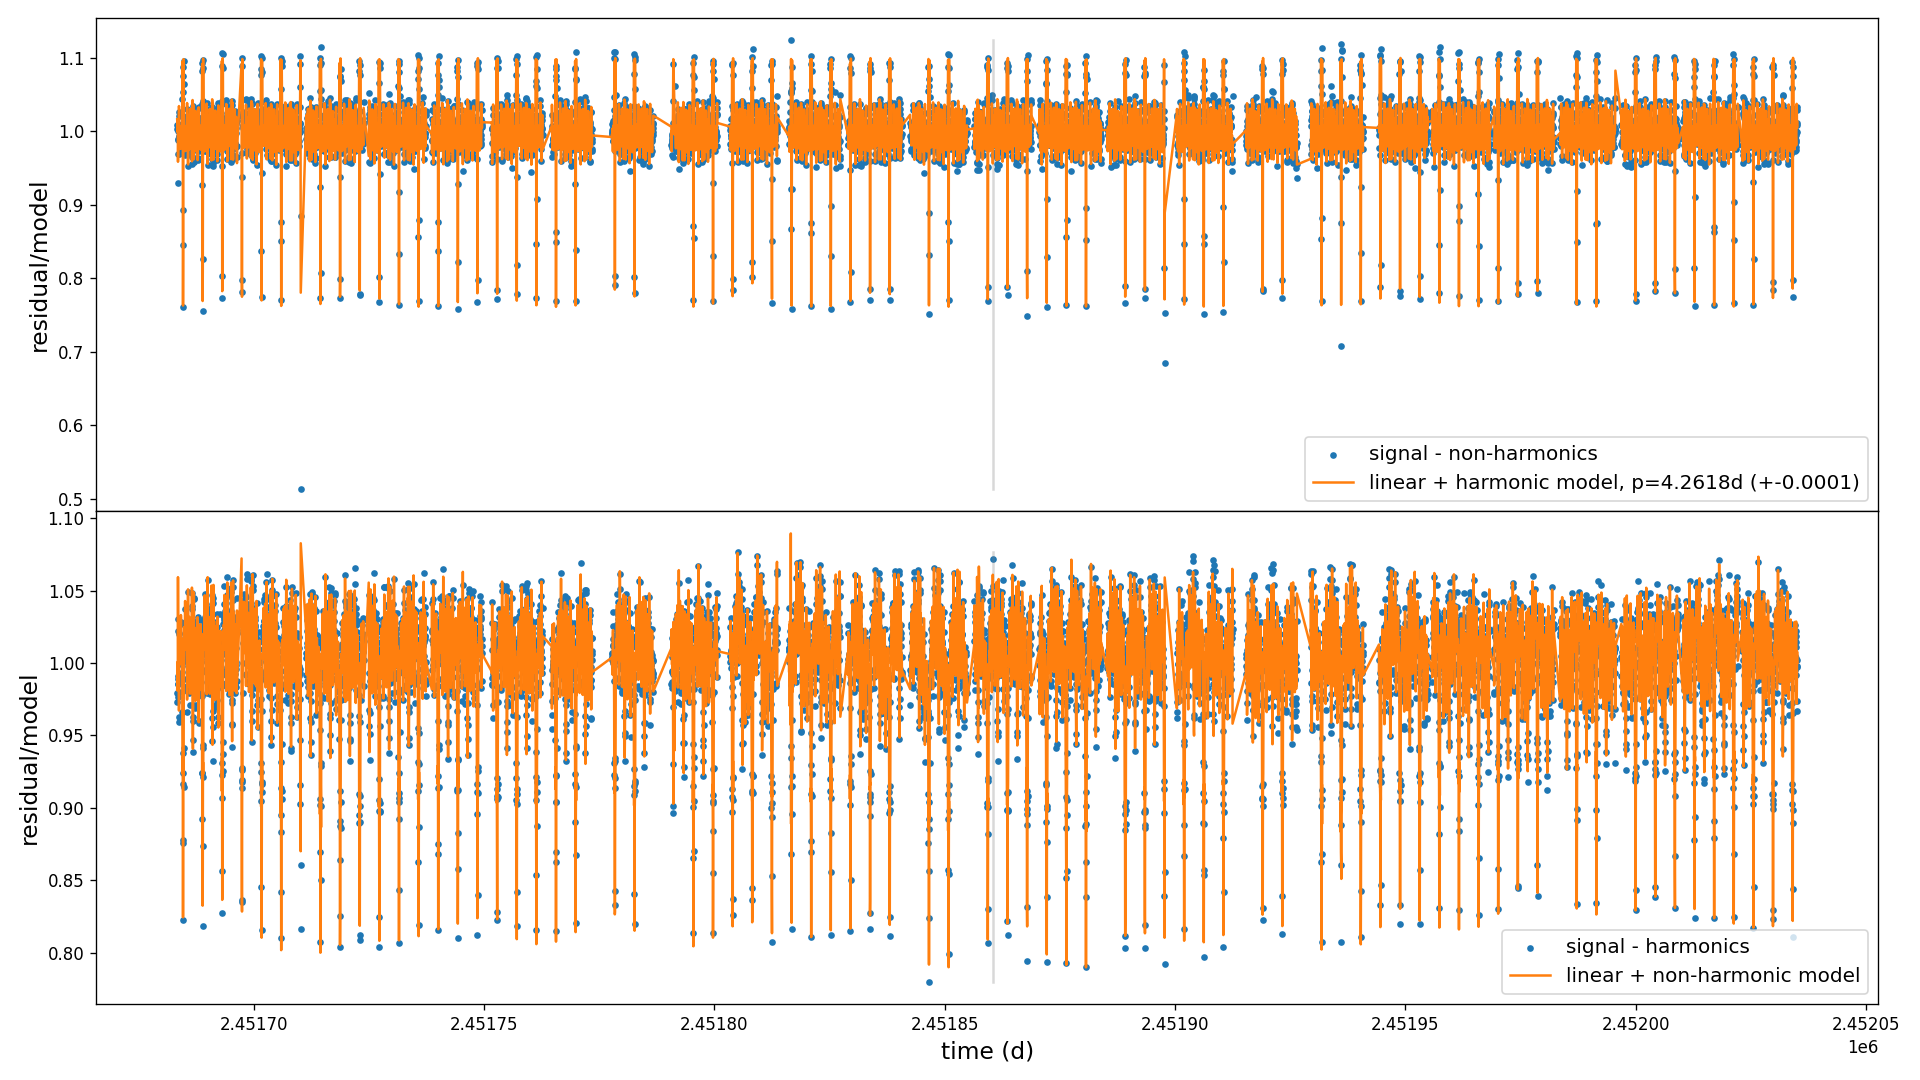 1.1
1.0
0.9
0.8
0.7
0.6
0.5
residual/model
signal - non-harmonics
linear + harmonic model, p=4.2618d (+-0.0001)
1.10
1.05
1.00
0.95
0.90
0.85
0.80
residual/model
signal - harmonics
linear + non-harmonic model
2.45170 2.45175 2.45180 2.45185 2.45190 2.45195 2.45200 2.45205
time (d)
1e6